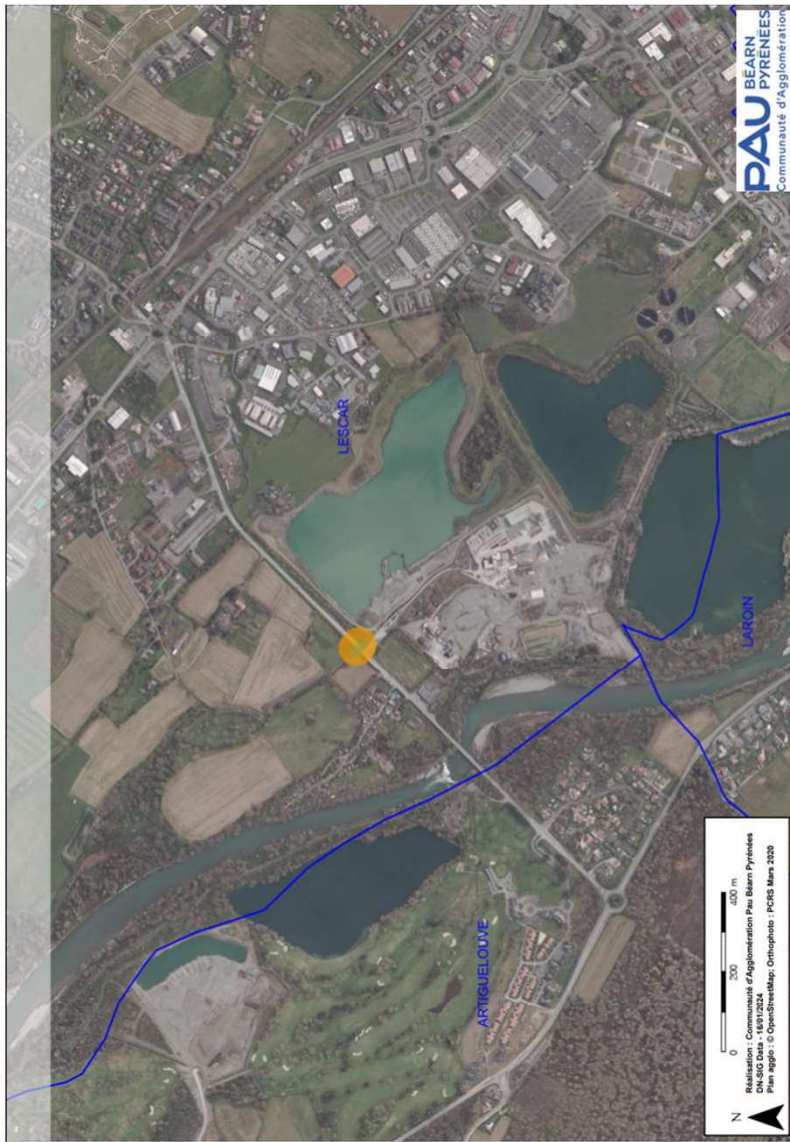 PAU BÉARN
PYRÉNÉES
Communauté d'Agglomération
LESCAR
LAROIN
ARTIGUELOUVE
N
0 200 400 m
Réalisation : Communauté d'Agglomération Pau Béarn Pyrénées
DN-SIG Data - 16/01/2024
Plan agglo : © OpenStreetMap; Orthophoto : PCRS Mars 2020